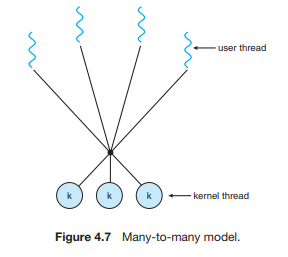 user thread
k k k kernel thread
Figure 4.7 Many-to-many model.